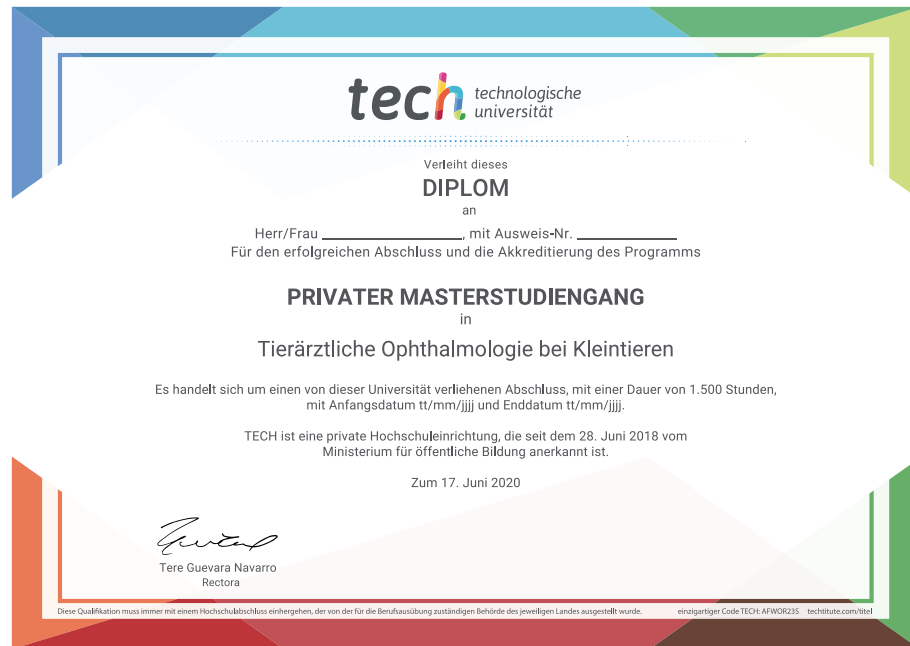 tech technologische
universität
Verleiht dieses
DIPLOM
an
Herr/Frau ____________________, mit Ausweis-Nr. ______________
Für den erfolgreichen Abschluss und die Akkreditierung des Programms
PRIVATER MASTERSTUDIENGANG
in
Tierärztliche Ophthalmologie bei Kleintieren
Es handelt sich um einen von dieser Universität verliehenen Abschluss, mit einer Dauer von 1.500 Stunden,
mit Anfangsdatum tt/mm/jjjj und Enddatum tt/mm/jjjj.
TECH ist eine private Hochschuleinrichtung, die seit dem 28. Juni 2018 vom
Ministerium für öffentliche Bildung anerkannt ist.
Zum 17. Juni 2020
Tere Guevara Navarro
Rectora
Diese Qualifikation muss immer mit einem Hochschulabschluss einhergehen, der von der für die Berufsausübung zuständigen Behörde des jeweiligen Landes ausgestellt wurde. einzigartiger Code TECH: AFWOR23S techtitute.com/titel